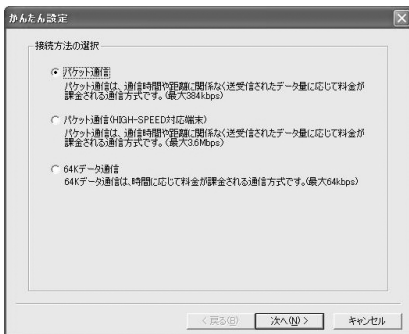 かんたん設定
接続方法の選択
パケット通信
パケット通信は、通信時間や距離に関係なく送受信されたデータ量に応じて料金が
課金される通信方式です。(最大384kbps)
パケット通信(HIGH-SPEED対応端末)
パケット通信は、通信時間や距離に関係なく送受信されたデータ量に応じて料金が
課金される通信方式です。(最大3.6Mbps)
64Kデータ通信
64Kデータ通信は、時間に応じて料金が課金される通信方式です。(最大64kbps)
< 戻る(B) 次へ(N) > キャンセル